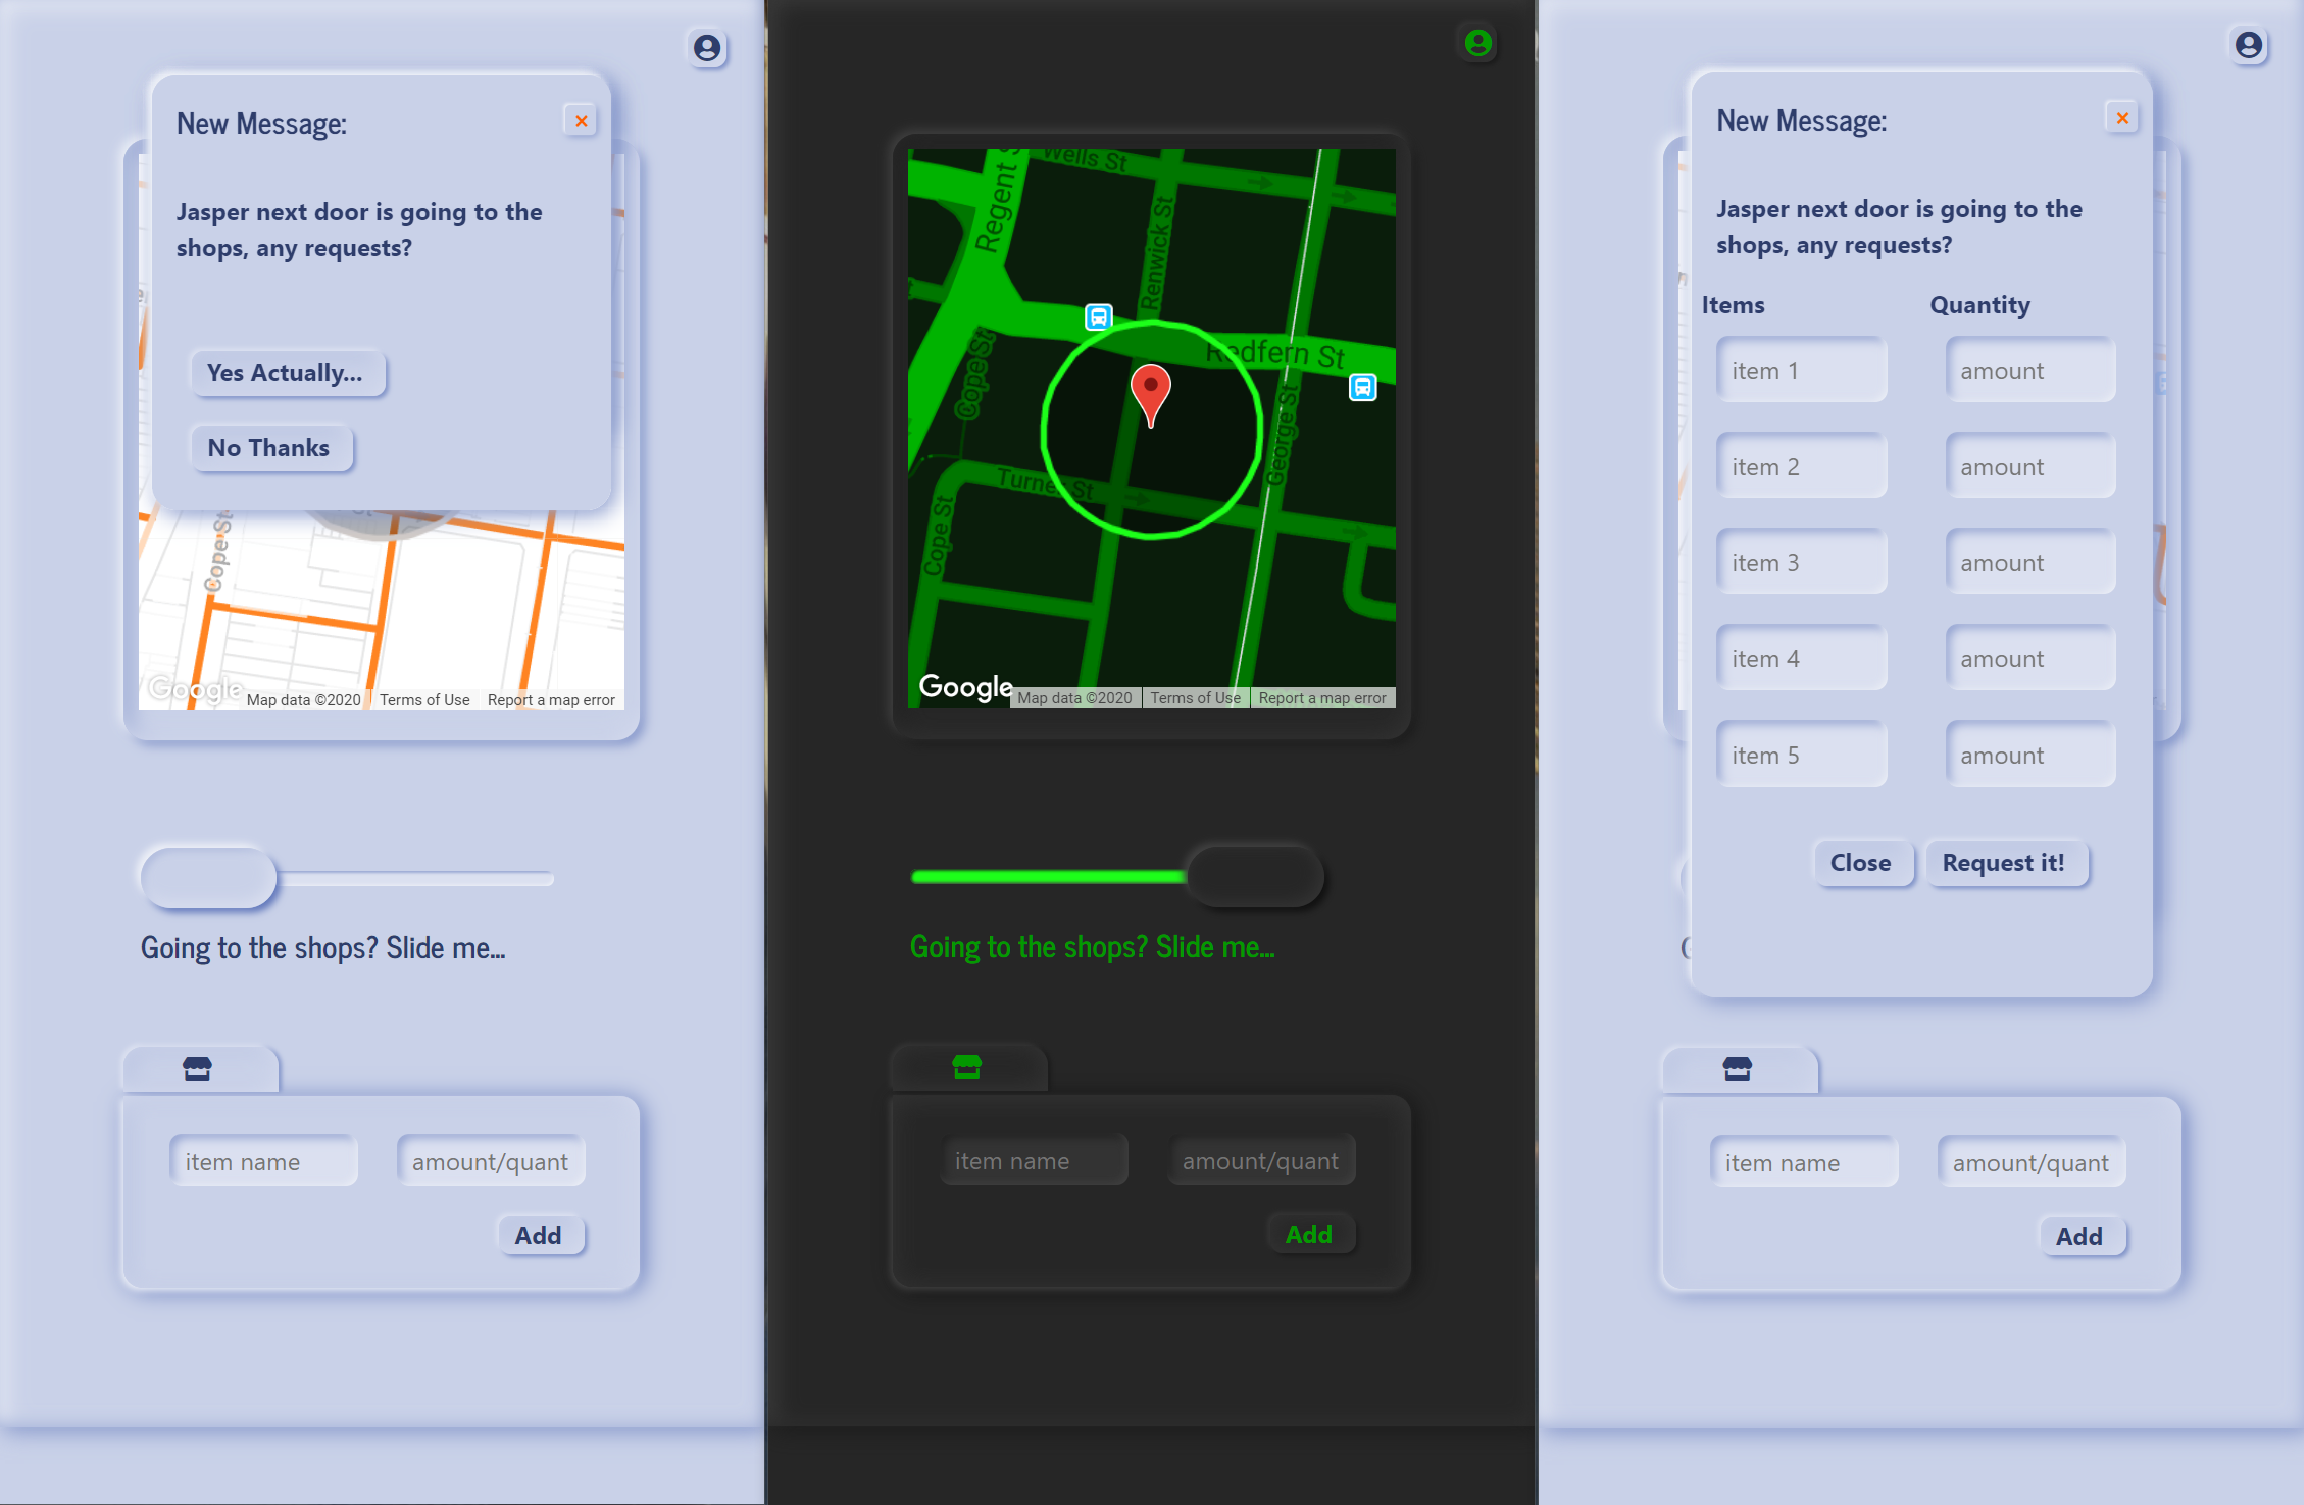 New Message:
×
Jasper next door is going to the
shops, any requests?
Yes Actually...
No Thanks
Cope St
Google
Map data ©2020
Terms of Use
Report a map error
Going to the shops? Slide me...
item name
amount/quant
Add
Regent
Wells St
Renwick St
Redfern St
Cope St
George St
Turner St
Cope St
Google
Map data ©2020
Terms of Use
Report a map error
Going to the shops? Slide me...
item name
amount/quant
Add
New Message:
×
Jasper next door is going to the
shops, any requests?
Items Quantity
item 1 amount
item 2 amount
item 3 amount
item 4 amount
item 5 amount
Close Request it!
item name
amount/quant
Add